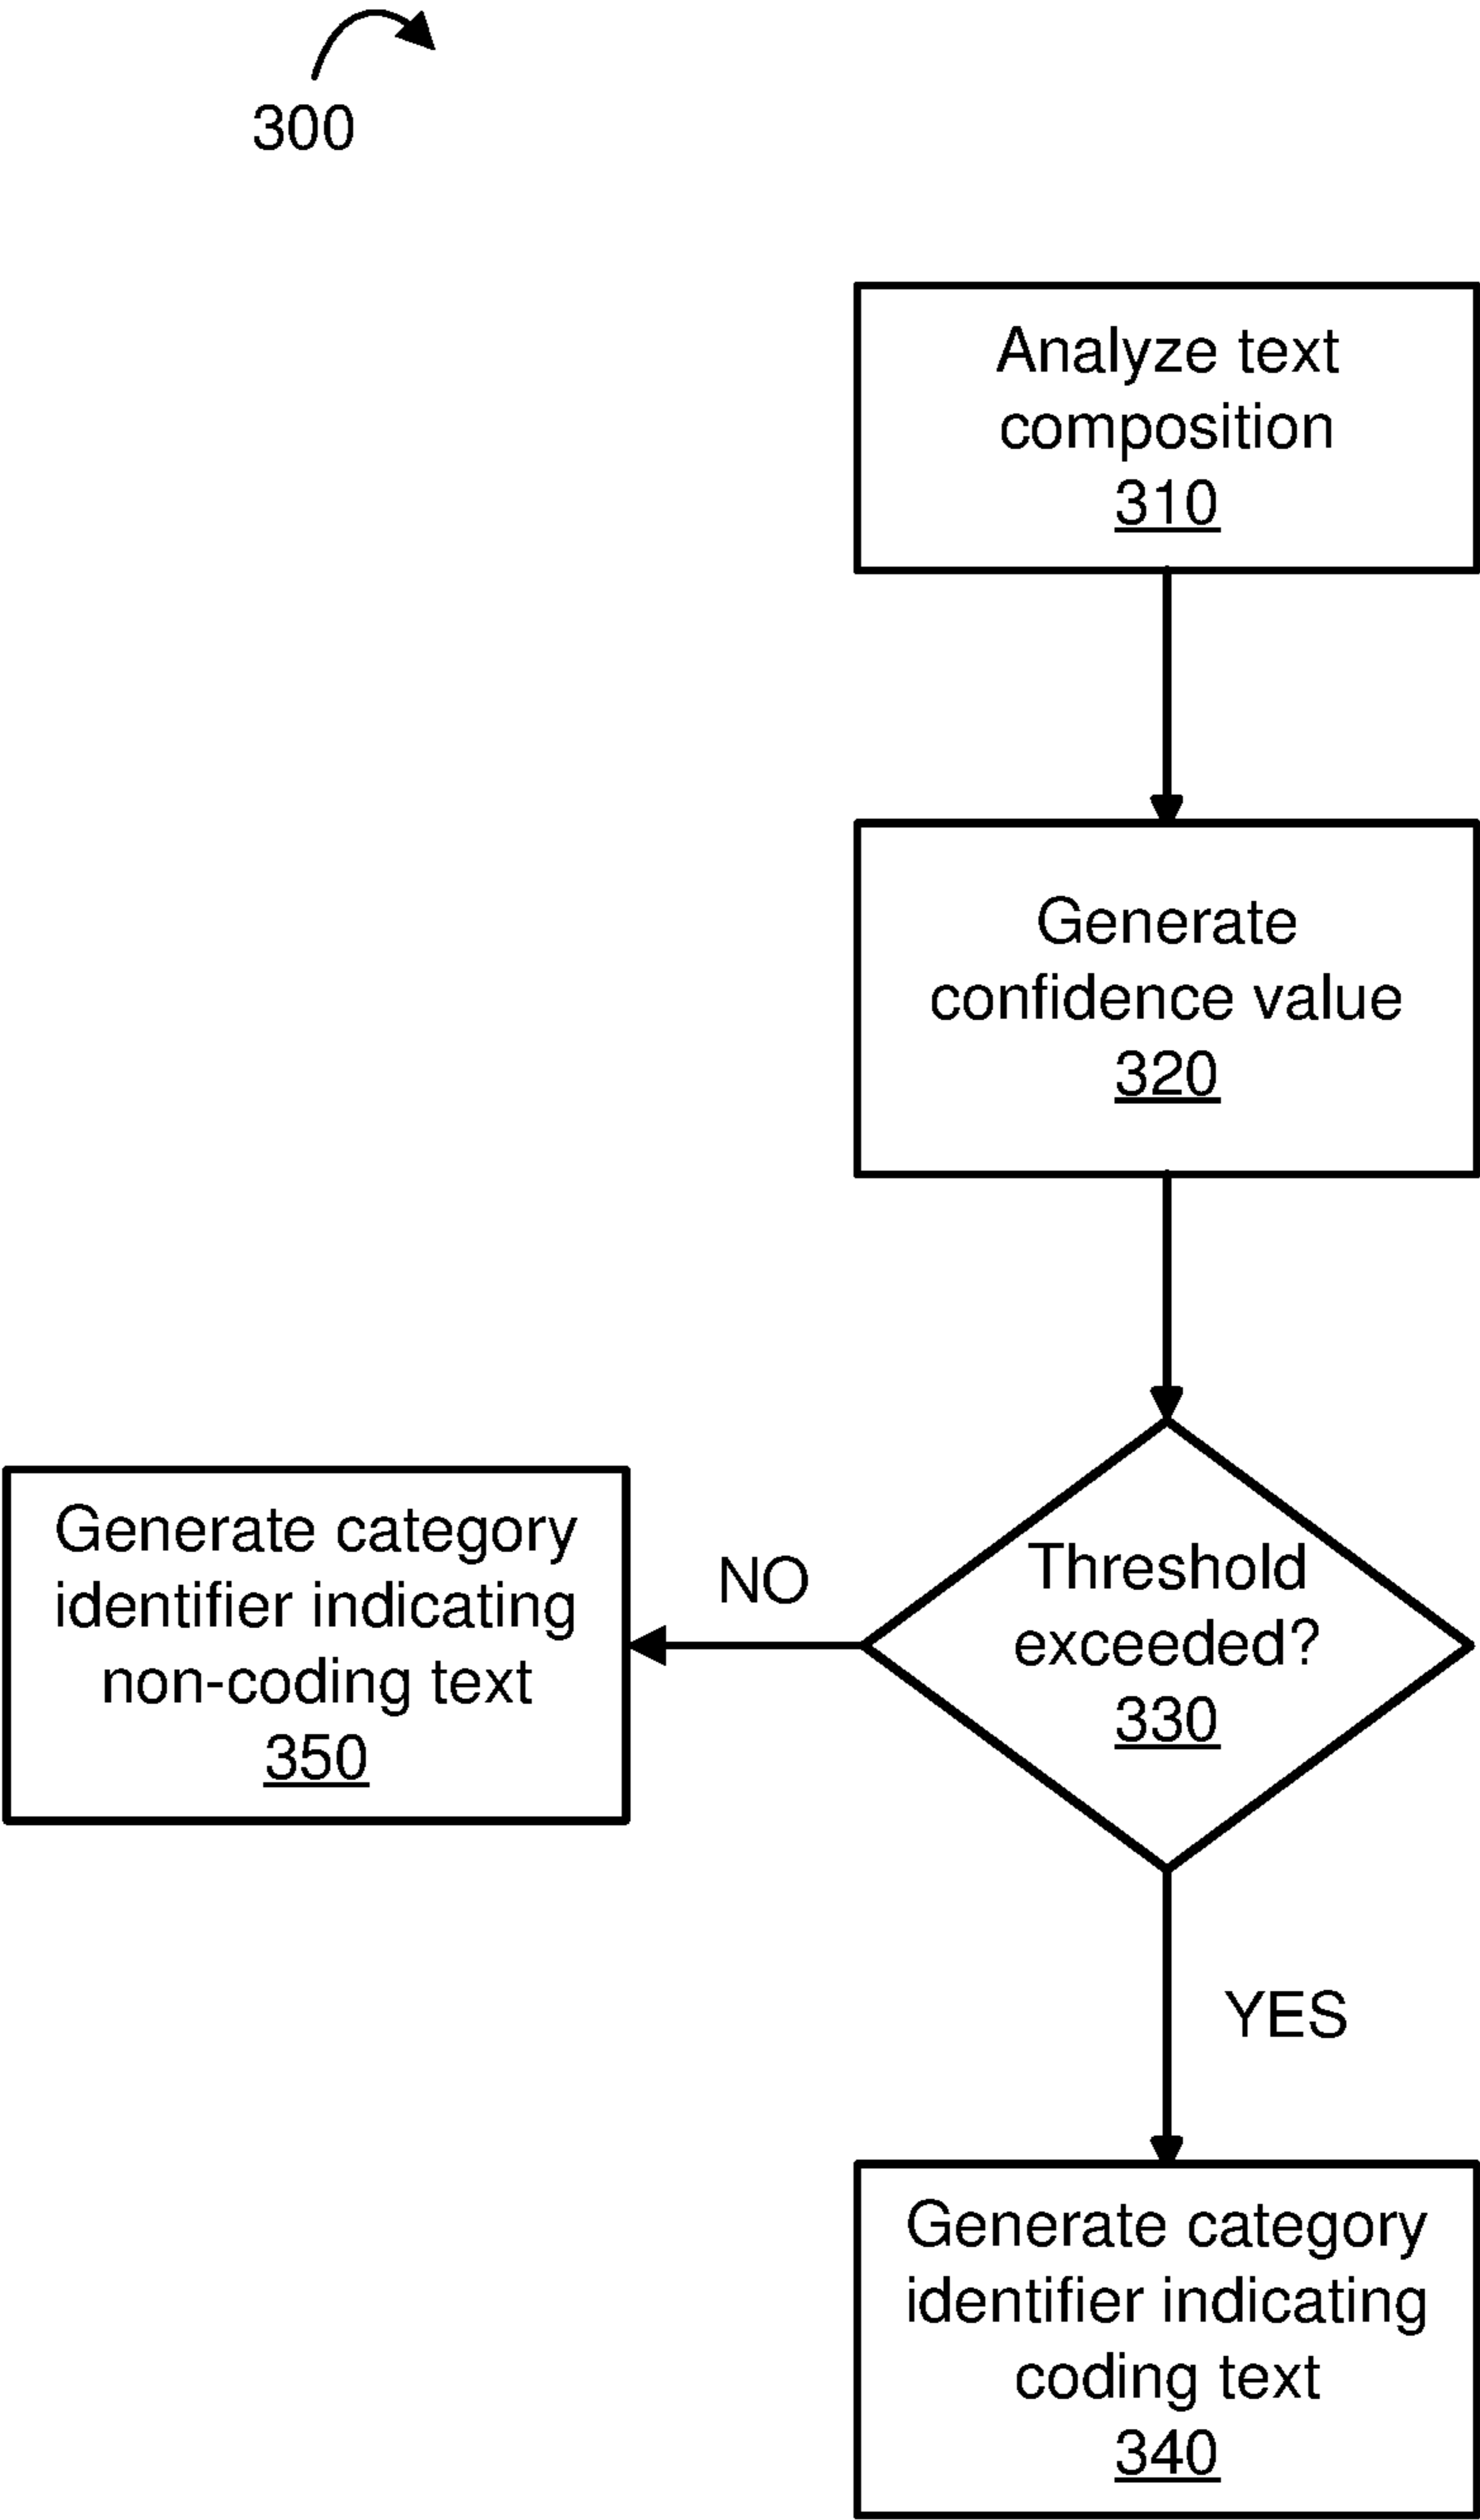 300
Analyze text
composition
310
Generate
confidence value
320
Threshold
exceeded?
330
NO
Generate category
identifier indicating
non-coding text
350
YES
Generate category
identifier indicating
coding text
340